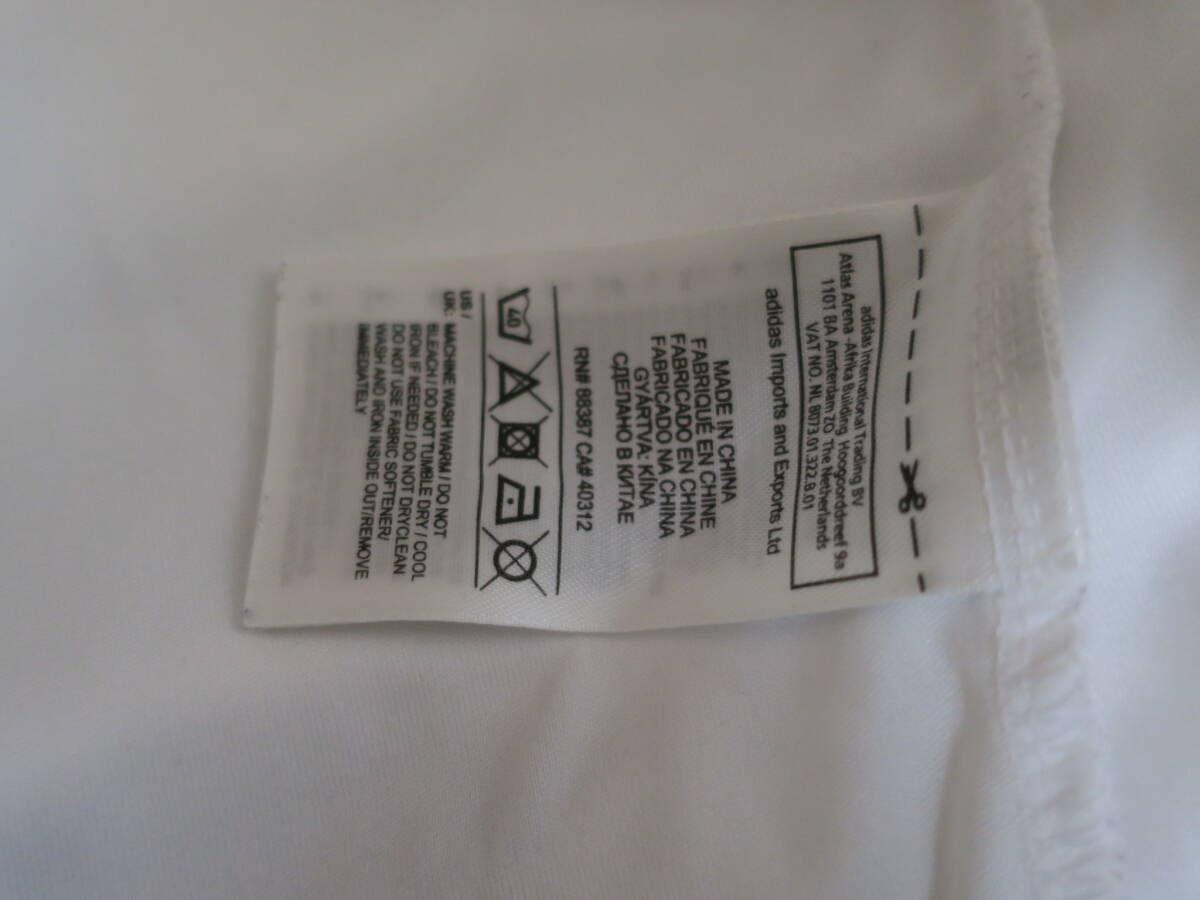 adidas International Trading BV
Atlas Arena -Afrika Building Hoogoorddreef 9a
1101 BA Amsterdam ZO The Netherlands
VAT NO. NL 8073.01.322.B.01
adidas Imports and Exports Ltd
MADE IN CHINA
FABRIQUÉ EN CHINE
FABRICADO EN CHINA
FABRICADO NA CHINA
GYÁRTVA: KÍNA
СДЕЛАНО В КИТАЕ
RN# 88387 CA# 40312
40
US /
UK: MACHINE WASH WARM / DO NOT
BLEACH / DO NOT TUMBLE DRY / COOL
IRON IF NEEDED / DO NOT DRYCLEAN
DO NOT USE FABRIC SOFTENER/
WASH AND IRON INSIDE OUT/REMOVE
IMMEDIATELY